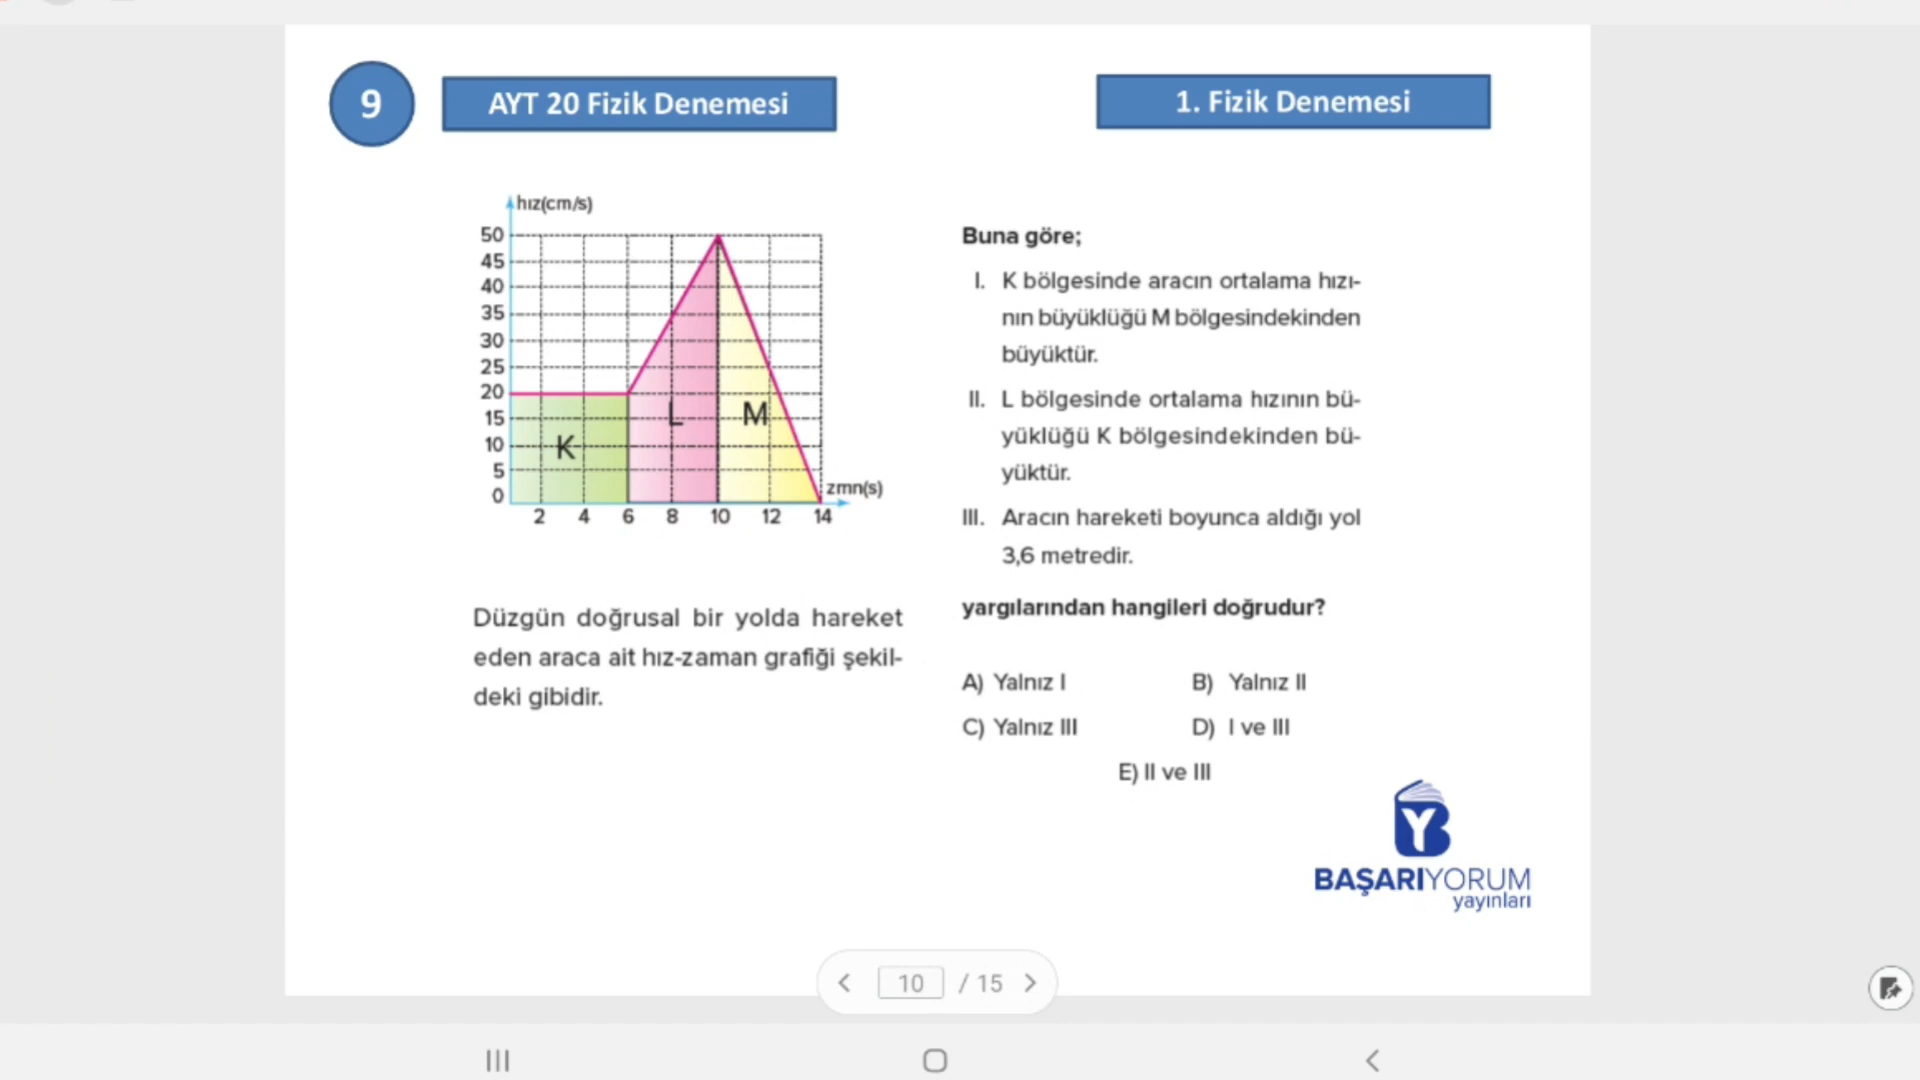 9
AYT 20 Fizik Denemesi
1. Fizik Denemesi
hız(cm/s)
50
45
40
35
30
25
20
15
10
5
0
K
L
M
zmn(s)
2 4 6 8 10 12 14
Düzgün doğrusal bir yolda hareket
eden araca ait hız-zaman grafiği şekil-
deki gibidir.
Buna göre;
I. K bölgesinde aracın ortalama hızı-
nın büyüklüğü M bölgesindekinden
büyüktür.
II. L bölgesinde ortalama hızının bü-
yüklüğü K bölgesindekinden bü-
yüktür.
III. Aracın hareketi boyunca aldığı yol
3,6 metredir.
yargılarından hangileri doğrudur?
A) Yalnız I
B) Yalnız II
C) Yalnız III
D) I ve III
E) II ve III
BAŞARIYORUM
yayınları
10 / 15